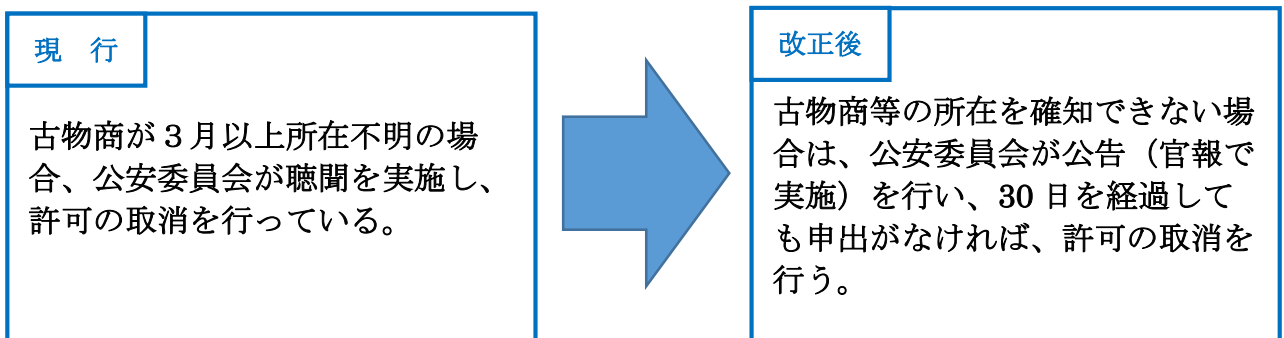 現　行
古物商が３月以上所在不明の場
合、公安委員会が聴聞を実施し、
許可の取消を行っている。
改正後
古物商等の所在を確知できない場
合は、公安委員会が公告（官報で
実施）を行い、30 日を経過して
も申出がなければ、許可の取消を
行う。